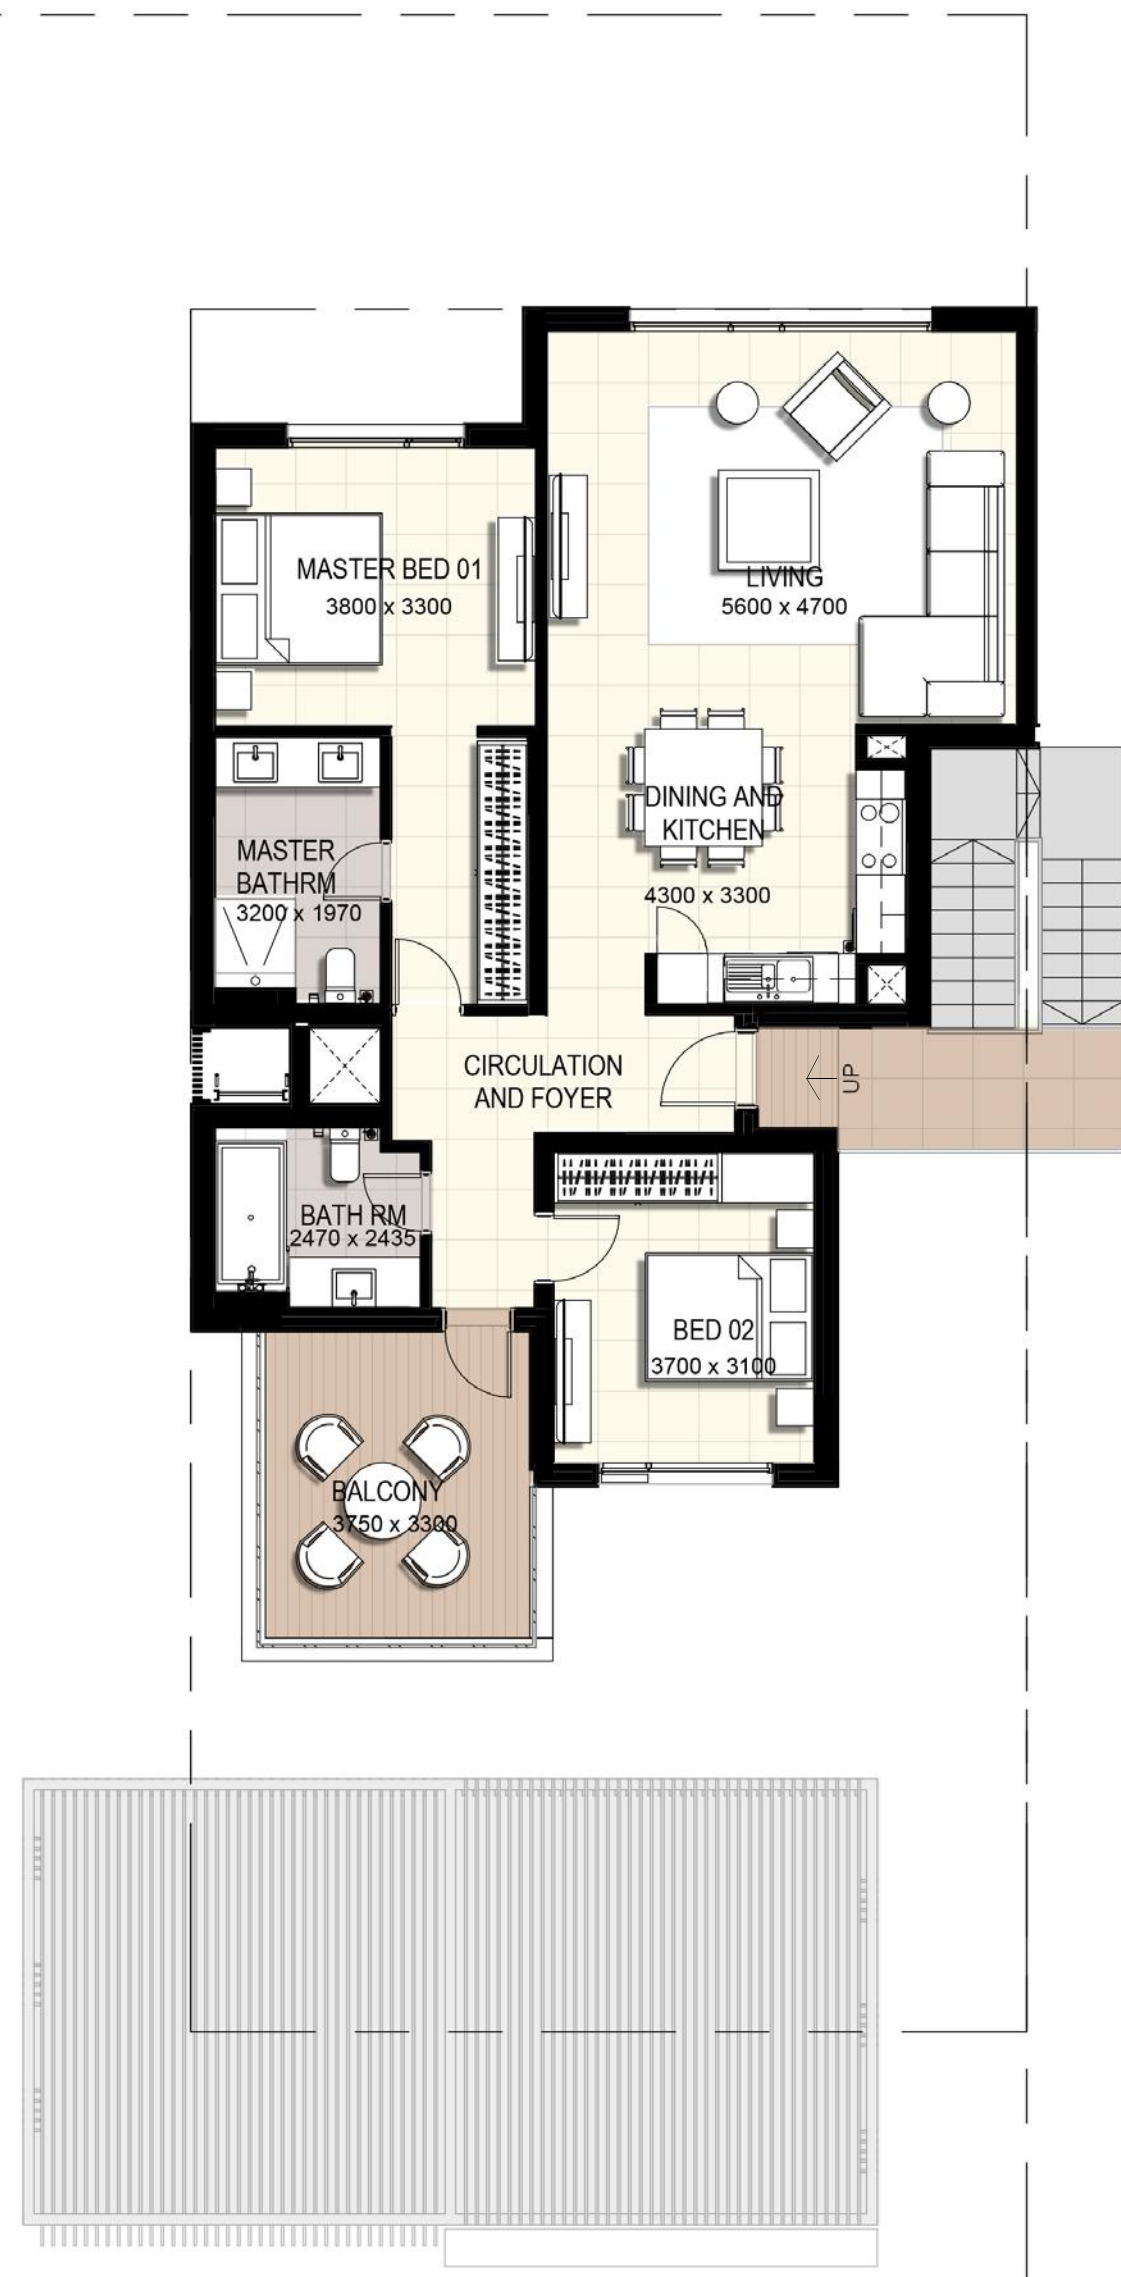 MASTER BED 01
3800 x 3300
LIVING
5600 x 4700
DINING AND
KITCHEN
4300 x 3300
MASTER
BATHRM
3200 x 1970
CIRCULATION
AND FOYER
UP
BATH RM
2470 x 2435
BED 02
3700 x 3100
BALCONY
3750 x 3300